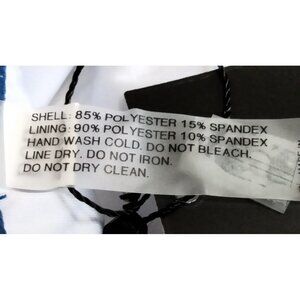 SHELL: 85% POLYESTER 15% SPANDEX
LINING: 90% POLYESTER 10% SPANDEX
HAND WASH COLD. DO NOT BLEACH.
LINE DRY. DO NOT IRON.
DO NOT DRY CLEAN.